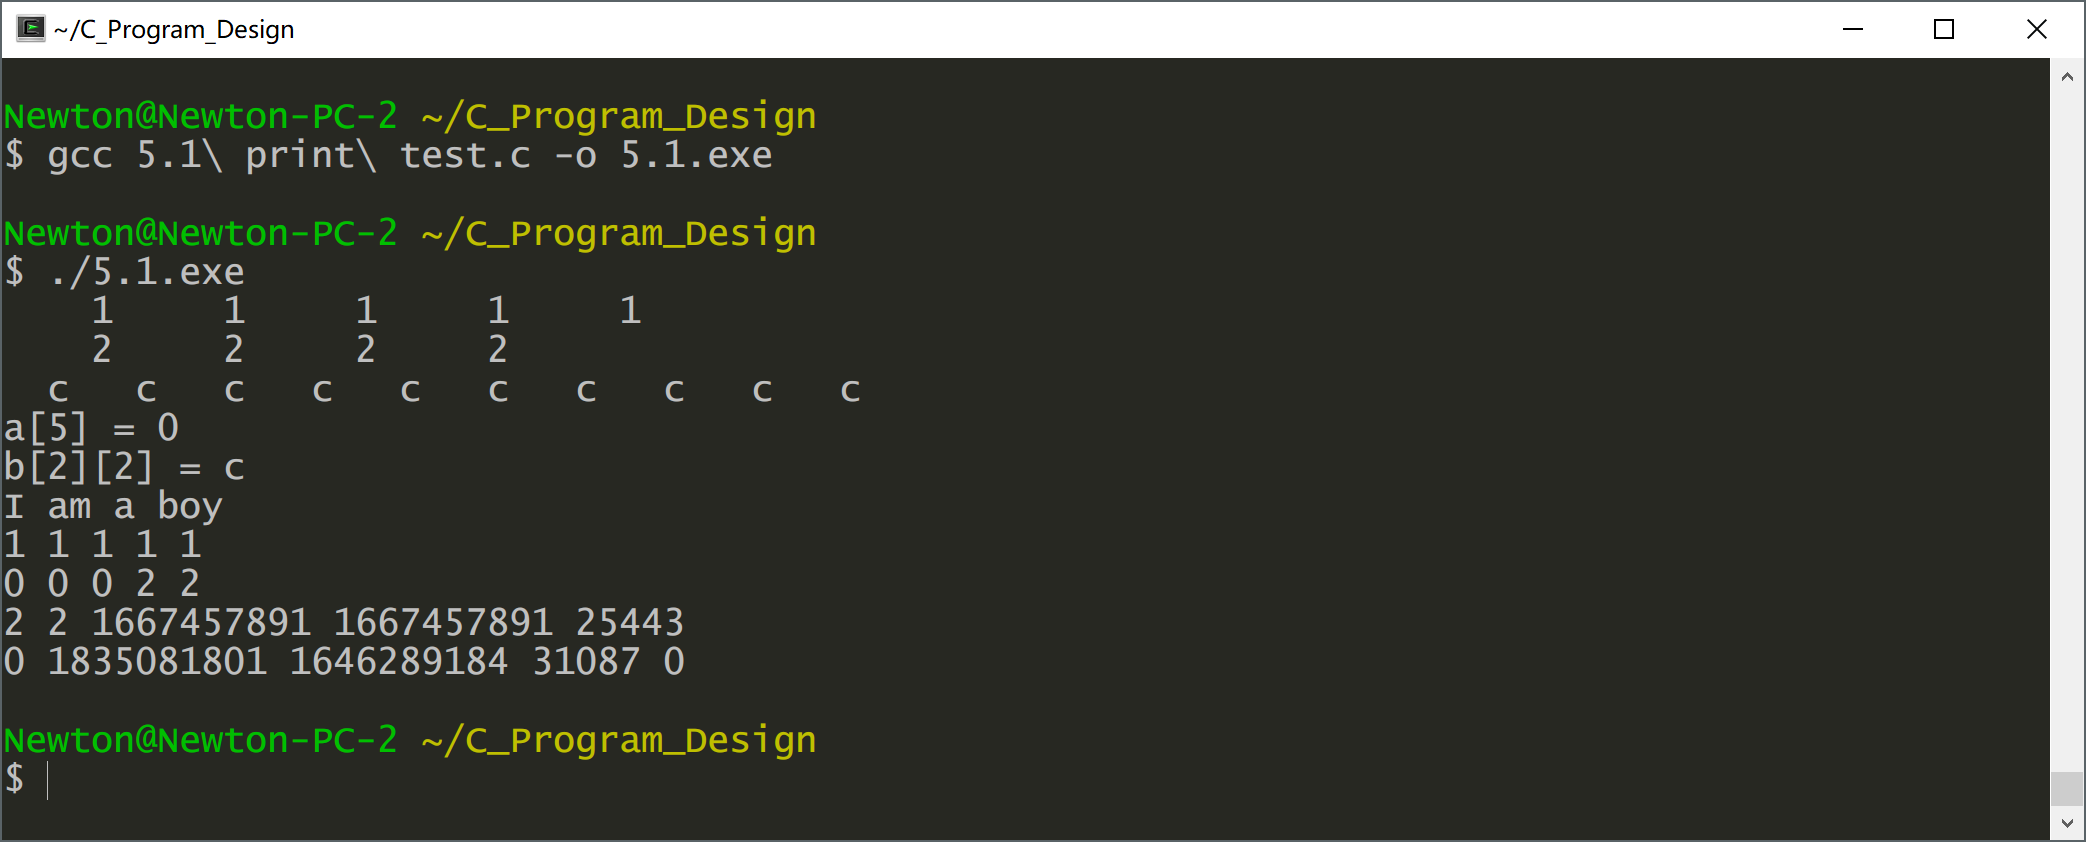 ~/C_Program_Design
Newton@Newton-PC-2 ~/C_Program_Design
$ gcc 5.1\ print\ test.c -o 5.1.exe
Newton@Newton-PC-2 ~/C_Program_Design
$ ./5.1.exe
    1     1     1     1     1
    2     2     2     2
  c   c   c   c   c   c   c   c   c   c
a[5] = 0
b[2][2] = c
I am a boy
1 1 1 1 1
0 0 0 2 2
2 2 1667457891 1667457891 25443
0 1835081801 1646289184 31087 0
Newton@Newton-PC-2 ~/C_Program_Design
$